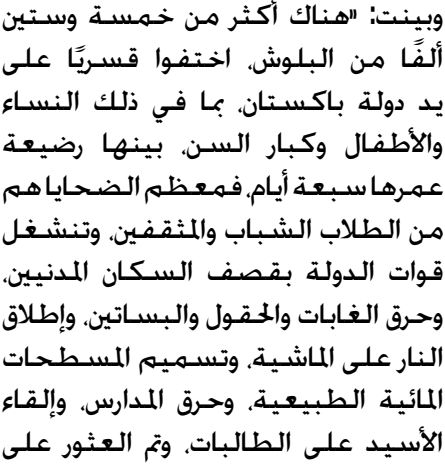 وبينت: «هناك أكثر من خمسة وستين
ألفًا من البلوش، اختفوا قسريًا على
يد دولة باكستان، بما في ذلك النساء
والأطفال وكبار السن، بينها رضيعة
عمرها سبعة أيام، فمعظم الضحايا هم
من الطلاب الشباب والمثقفين، وتنشغل
قوات الدولة بقصف السكان المدنيين،
وحرق الغابات والحقول والبساتين، وإطلاق
النار على الماشية، وتسميم المسطحات
المائية الطبيعية، وحرق المدارس، وإلقاء
الأسيد على الطالبات، وتم العثور على